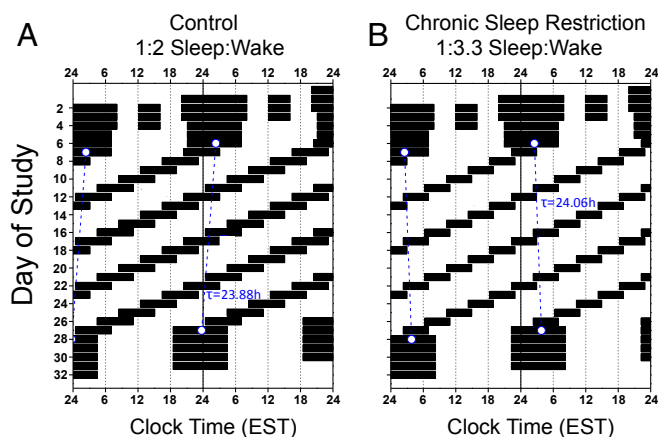 A
Control
1:2 Sleep:Wake
B
Chronic Sleep Restriction
1:3.3 Sleep:Wake
24 6 12 18 24 6 12 18 24
24 6 12 18 24 6 12 18 24
Day of Study
2
4
6
8
10
12
14
16
18
20
22
24
26
28
30
32
τ=23.88h
τ=24.06h
24 6 12 18 24 6 12 18 24
24 6 12 18 24 6 12 18 24
Clock Time (EST)
Clock Time (EST)